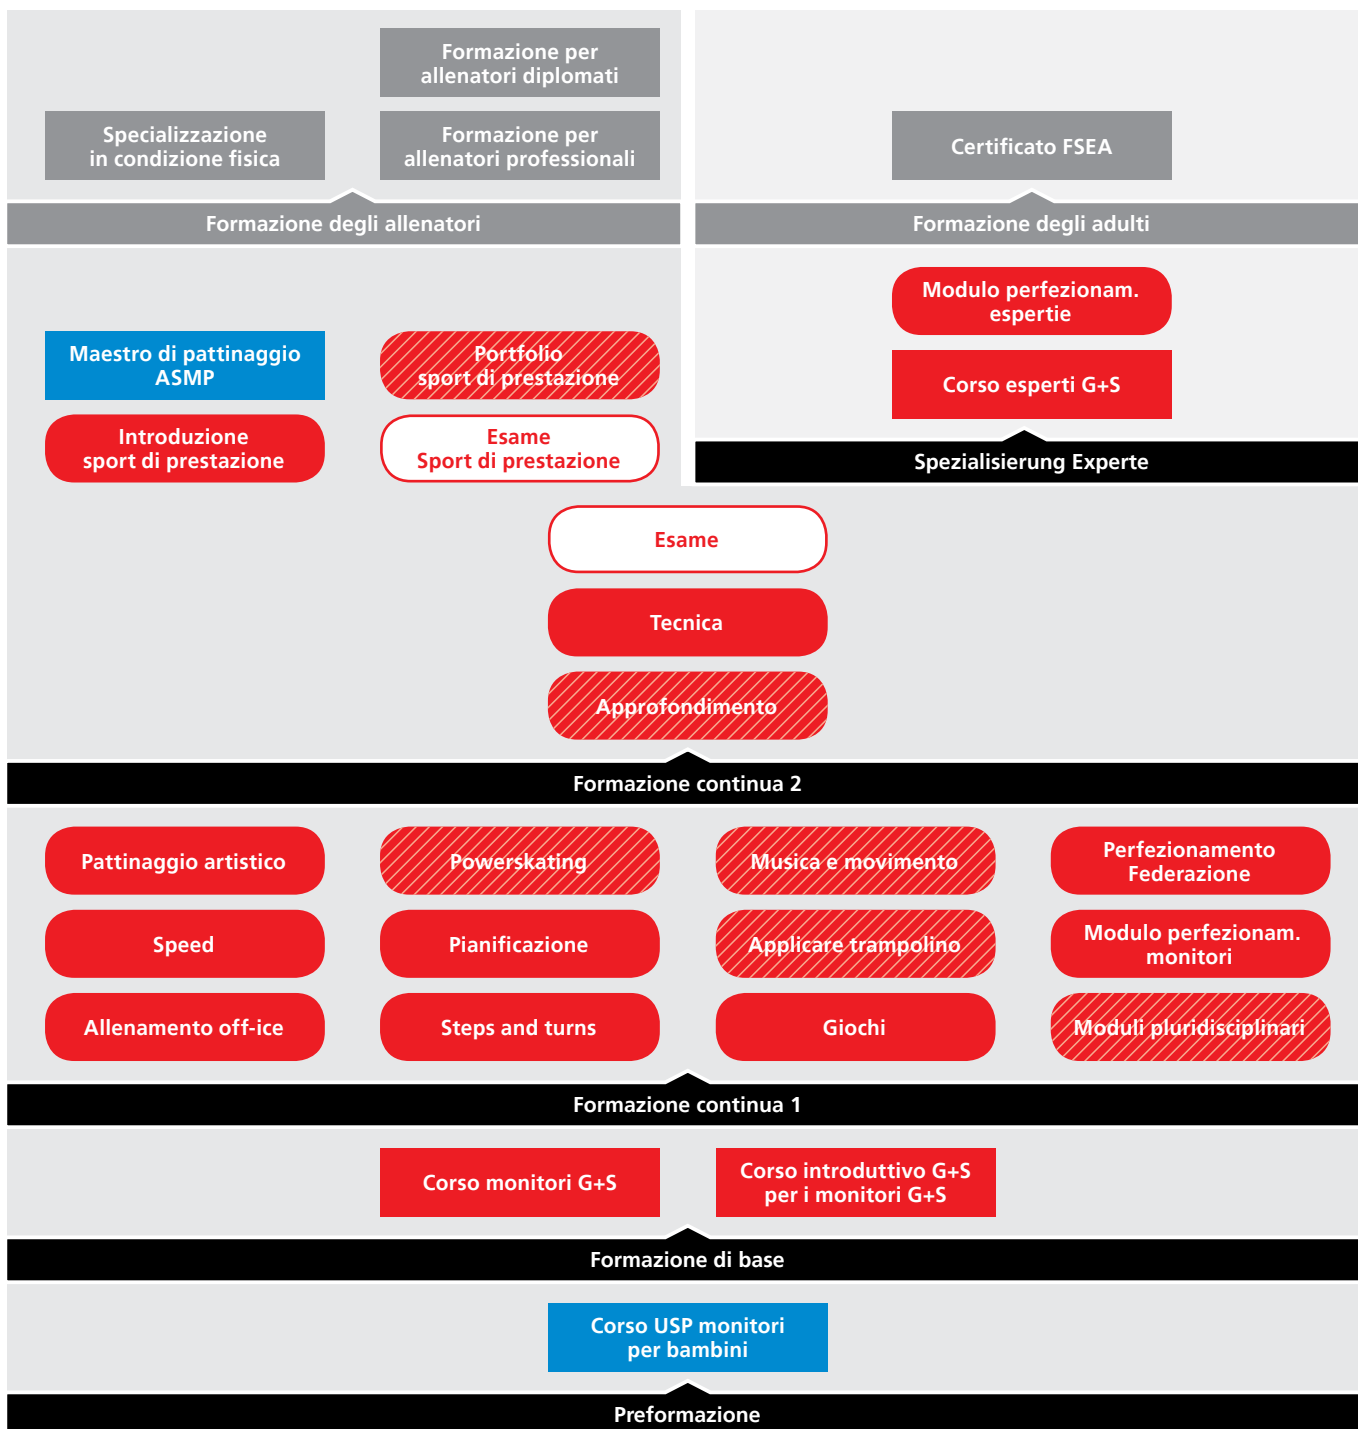 Formazione per
allenatori diplomati
Specializzazione
in condizione fisica
Formazione per
allenatori professionali
Certificato FSEA
Formazione degli allenatori
Formazione degli adulti
Modulo perfezionam.
espertie
Maestro di pattinaggio
ASMP
Portfolio
sport di prestazione
Corso esperti G+S
Introduzione
sport di prestazione
Esame
Sport di prestazione
Spezialisierung Experte
Esame
Tecnica
Approfondimento
Formazione continua 2
Pattinaggio artistico
Powerskating
Musica e movimento
Perfezionamento
Federazione
Speed
Pianificazione
Applicare trampolino
Modulo perfezionam.
monitori
Allenamento off-ice
Steps and turns
Giochi
Moduli pluridisciplinari
Formazione continua 1
Corso monitori G+S
Corso introduttivo G+S
per i monitori G+S
Formazione di base
Corso USP monitori
per bambini
Preformazione